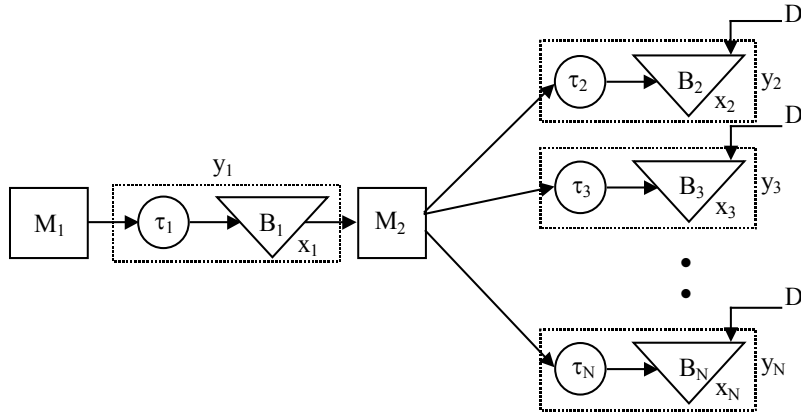 D
τ2
B2
x2
y2
D
y1
τ3
B3
x3
y3
M1
τ1
B1
x1
M2
D
τN
BN
xN
yN